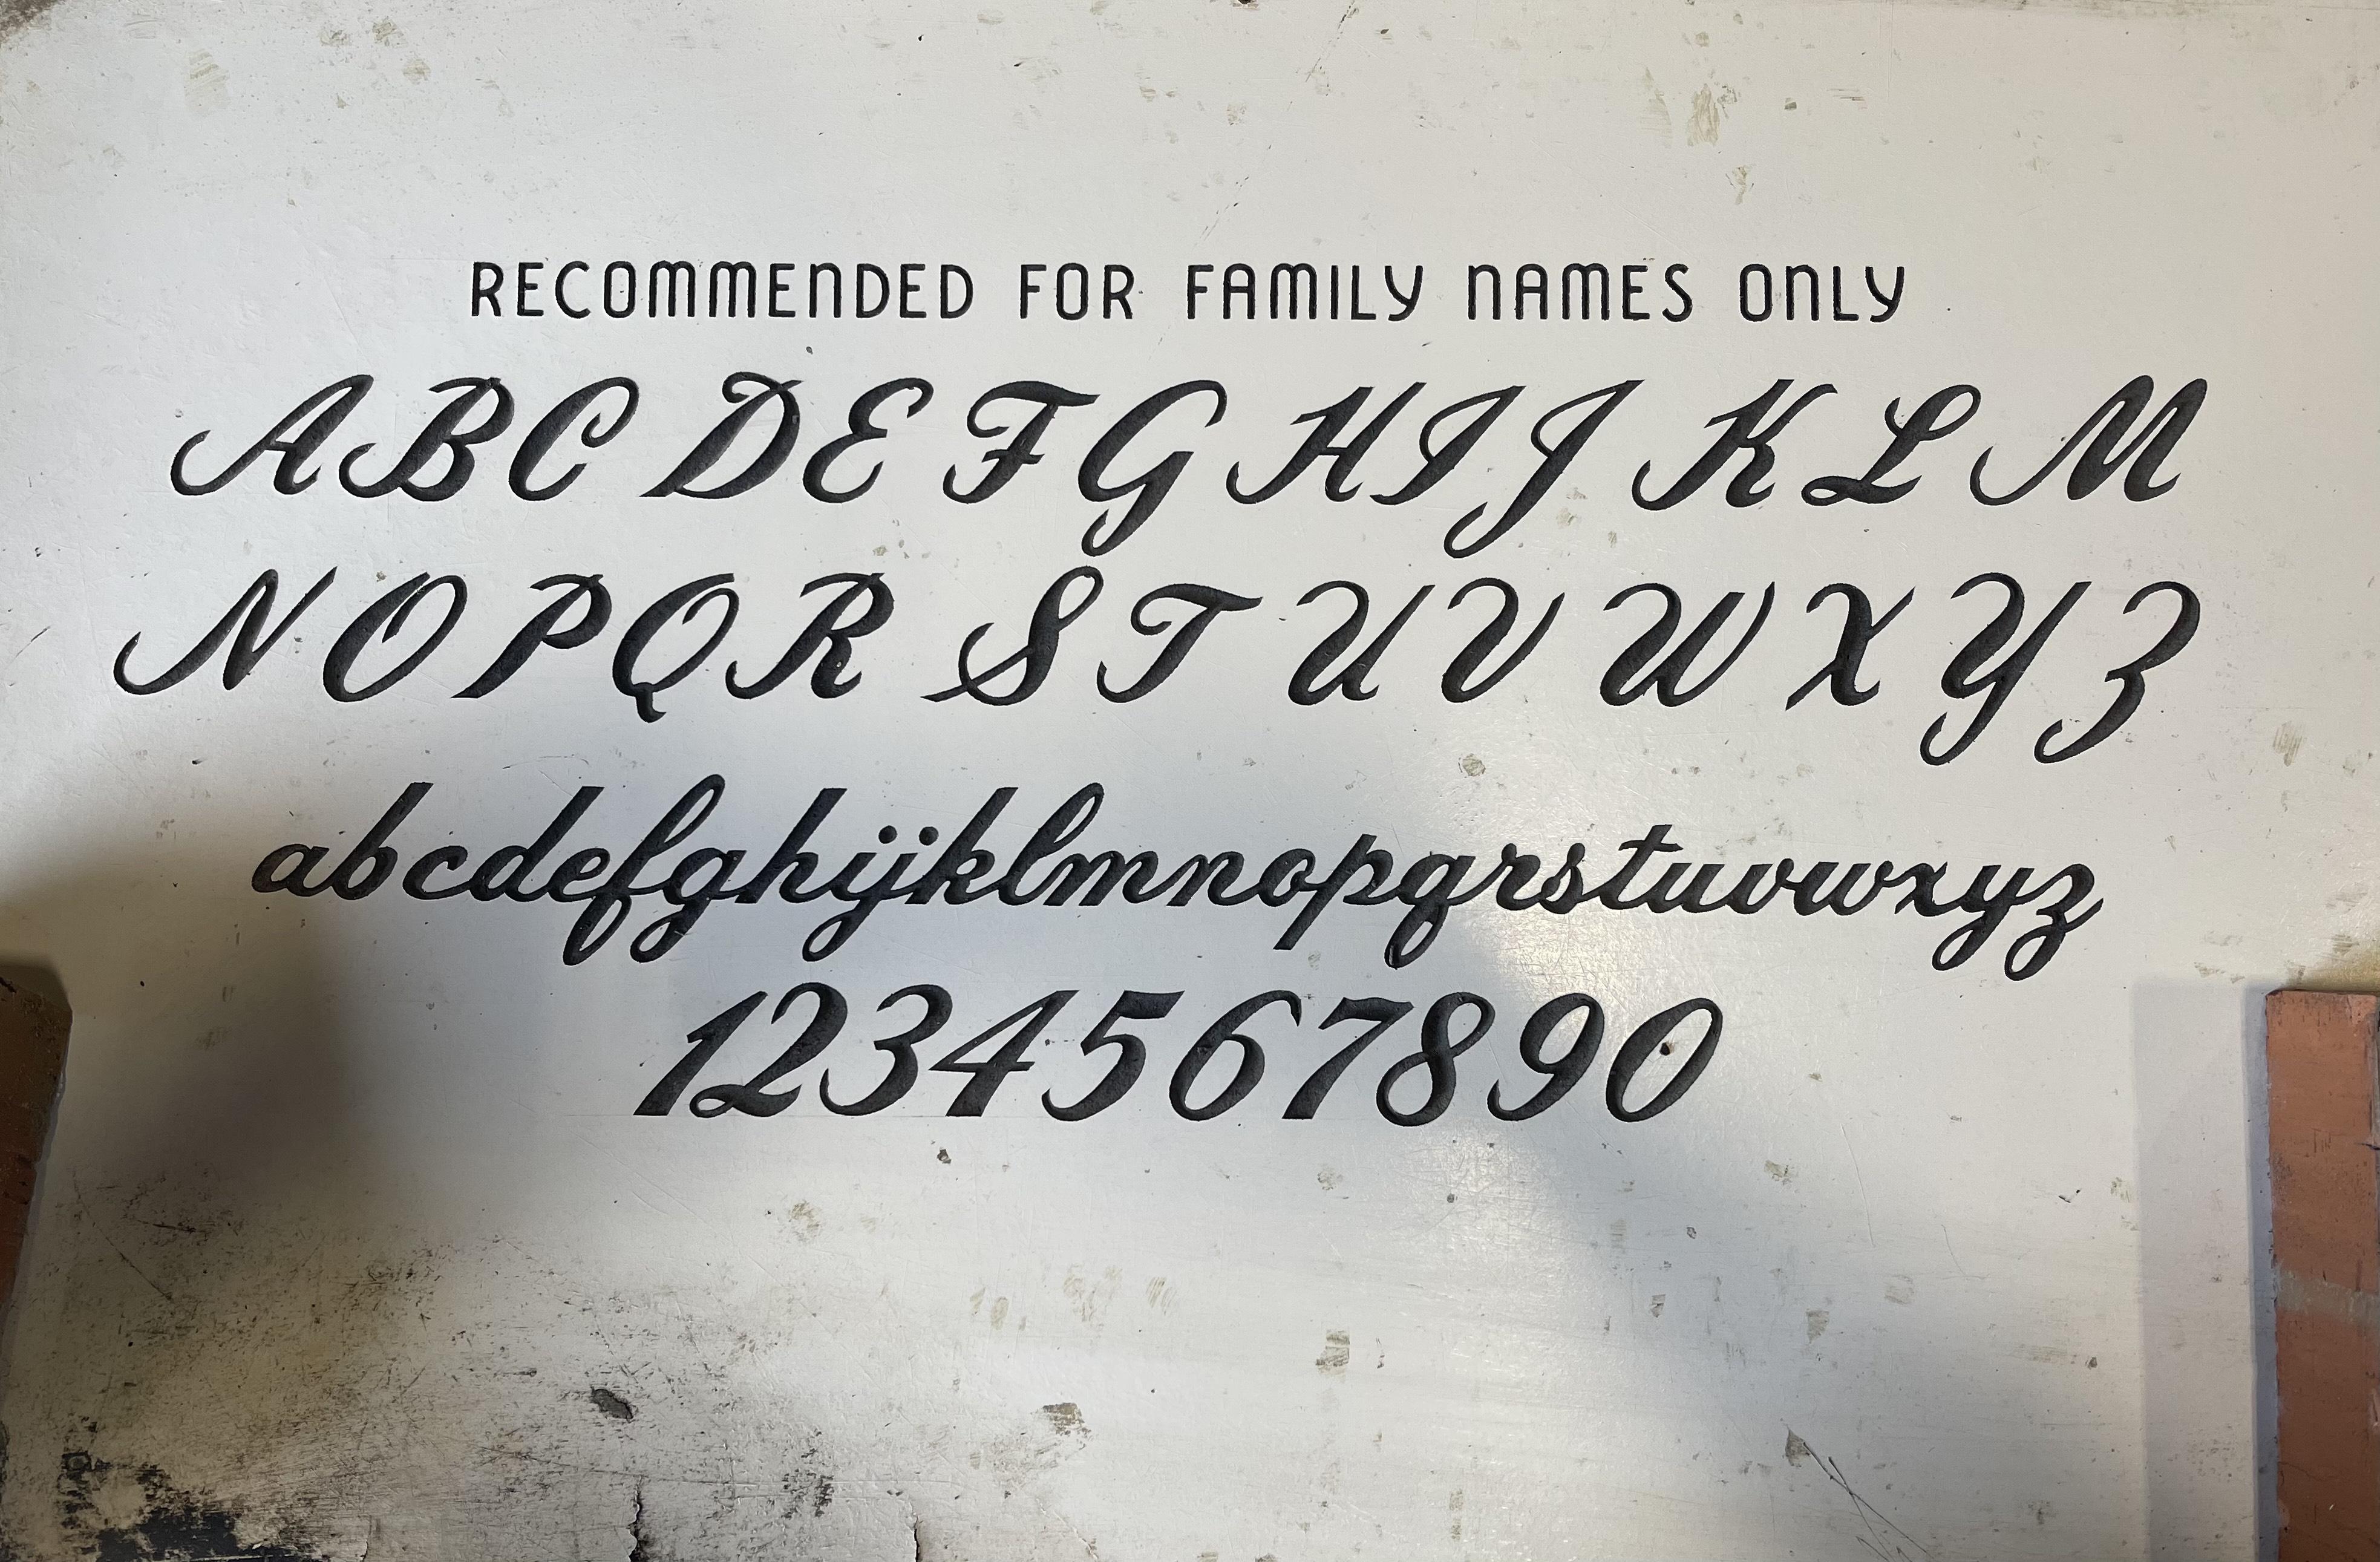 RECOMMENDED FOR FAMILY NAMES ONLY
ABCDEFGHIJKLM
NOPQRSTUVWXYZ
abcdefghijklmnopqrstuvwxyz
1234567890